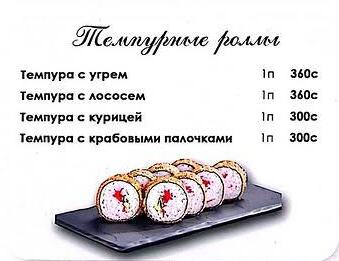 Темпурные роллы
Темпура с угрем 1п 360с
Темпура с лососем 1п 360с
Темпура с курицей 1п 300с
Темпура с крабовыми палочками 1п 300с